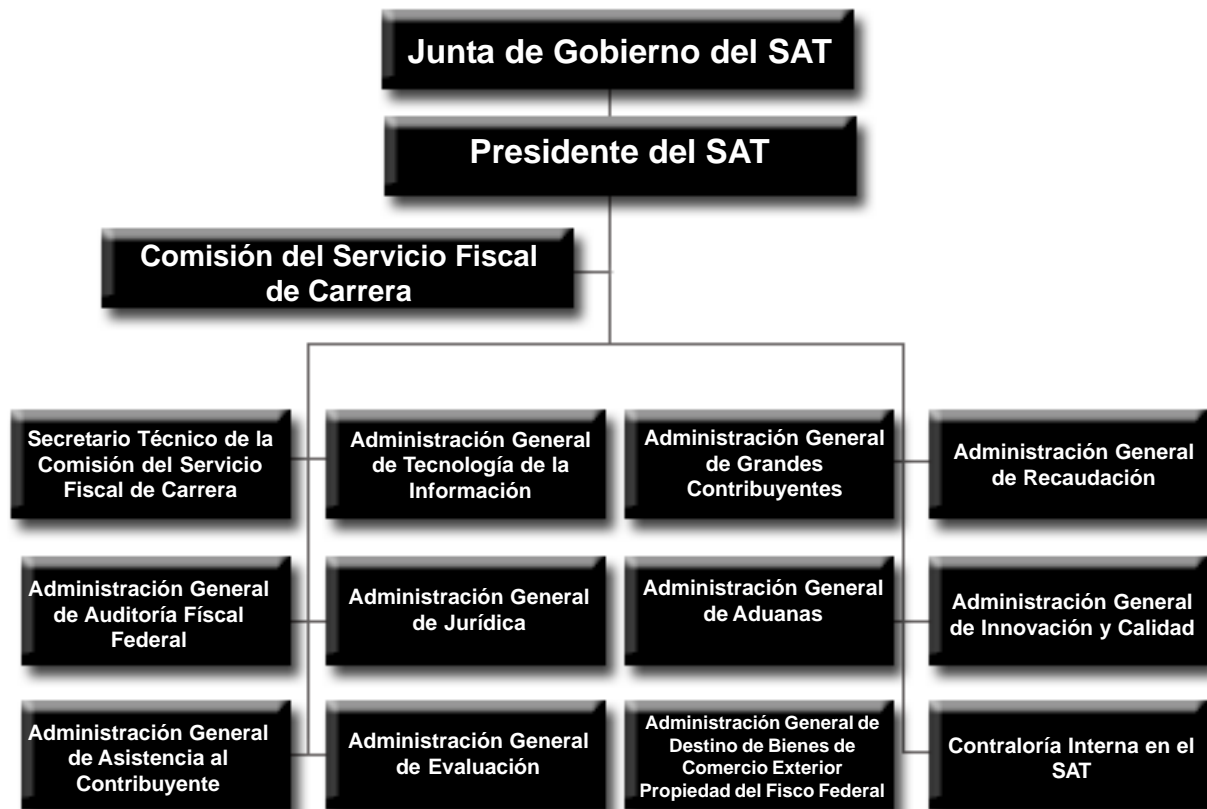 Junta de Gobierno del SAT
Presidente del SAT
Comisión del Servicio Fiscal
de Carrera
Secretario Técnico de la
Comisión del Servicio
Fiscal de Carrera
Administración General
de Tecnología de la
Información
Administración General
de Grandes
Contribuyentes
Administración General
de Recaudación
Administración General
de Auditoría Físcal
Federal
Administración General
de Jurídica
Administración General
de Aduanas
Administración General
de Innovación y Calidad
Administración General
de Asistencia al
Contribuyente
Administración General
de Evaluación
Administración General de
Destino de Bienes de
Comercio Exterior
Propiedad del Fisco Federal
Contraloría Interna en el
SAT